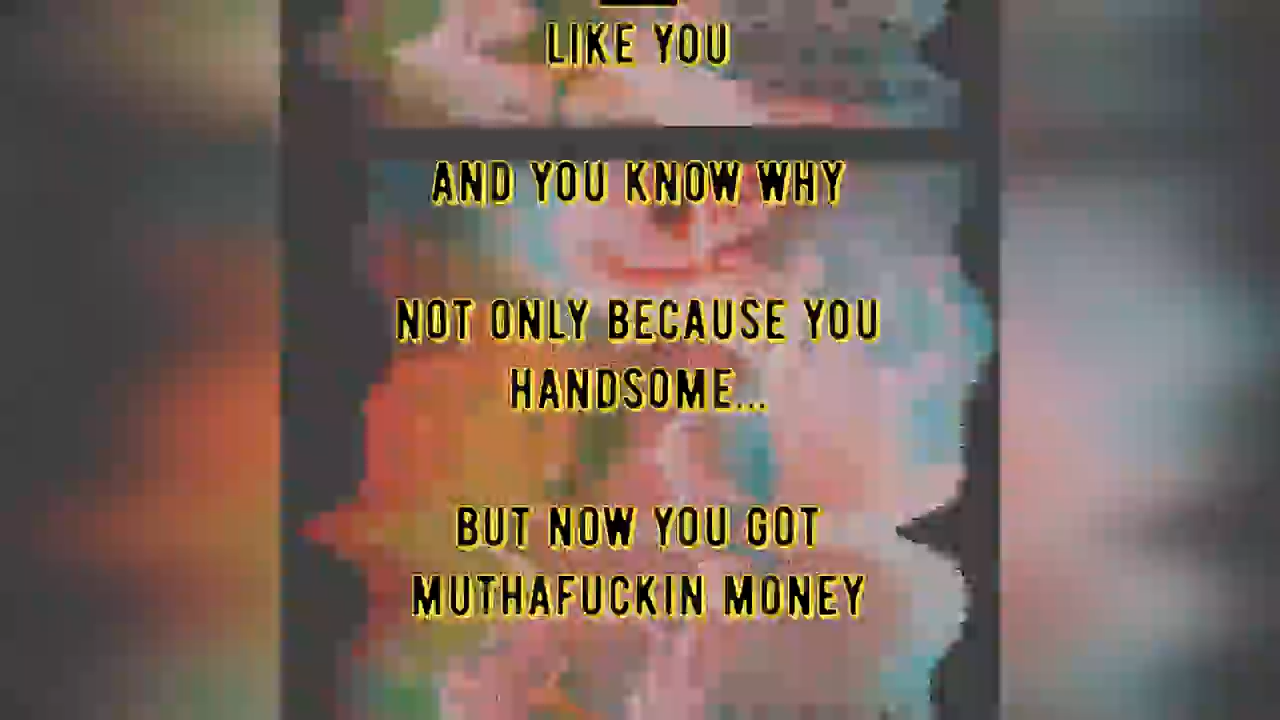 LIKE YOU
AND YOU KNOW WHY
NOT ONLY BECAUSE YOU
HANDSOME...
BUT NOW YOU GOT
MUTHAFUCKIN MONEY